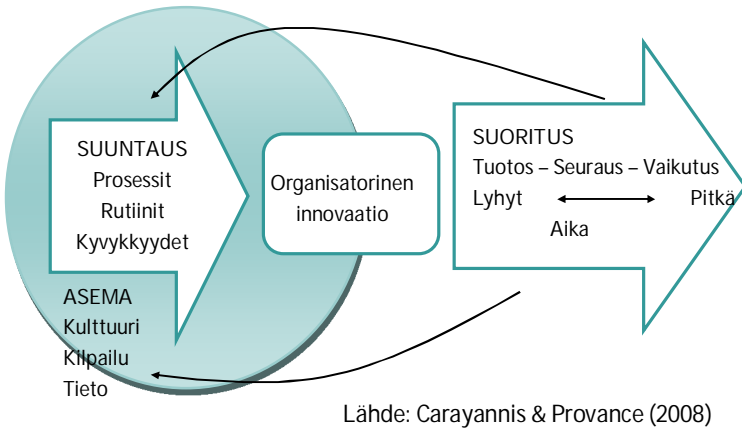 SUUNTAUS
Prosessit
Rutiinit
Kyvykkyydet
ASEMA
Kulttuuri
Kilpailu
Tieto
Organisatorinen
innovaatio
SUORITUS
Tuotos – Seuraus – Vaikutus
Lyhyt Pitkä
Aika
Lähde: Carayannis & Provance (2008)